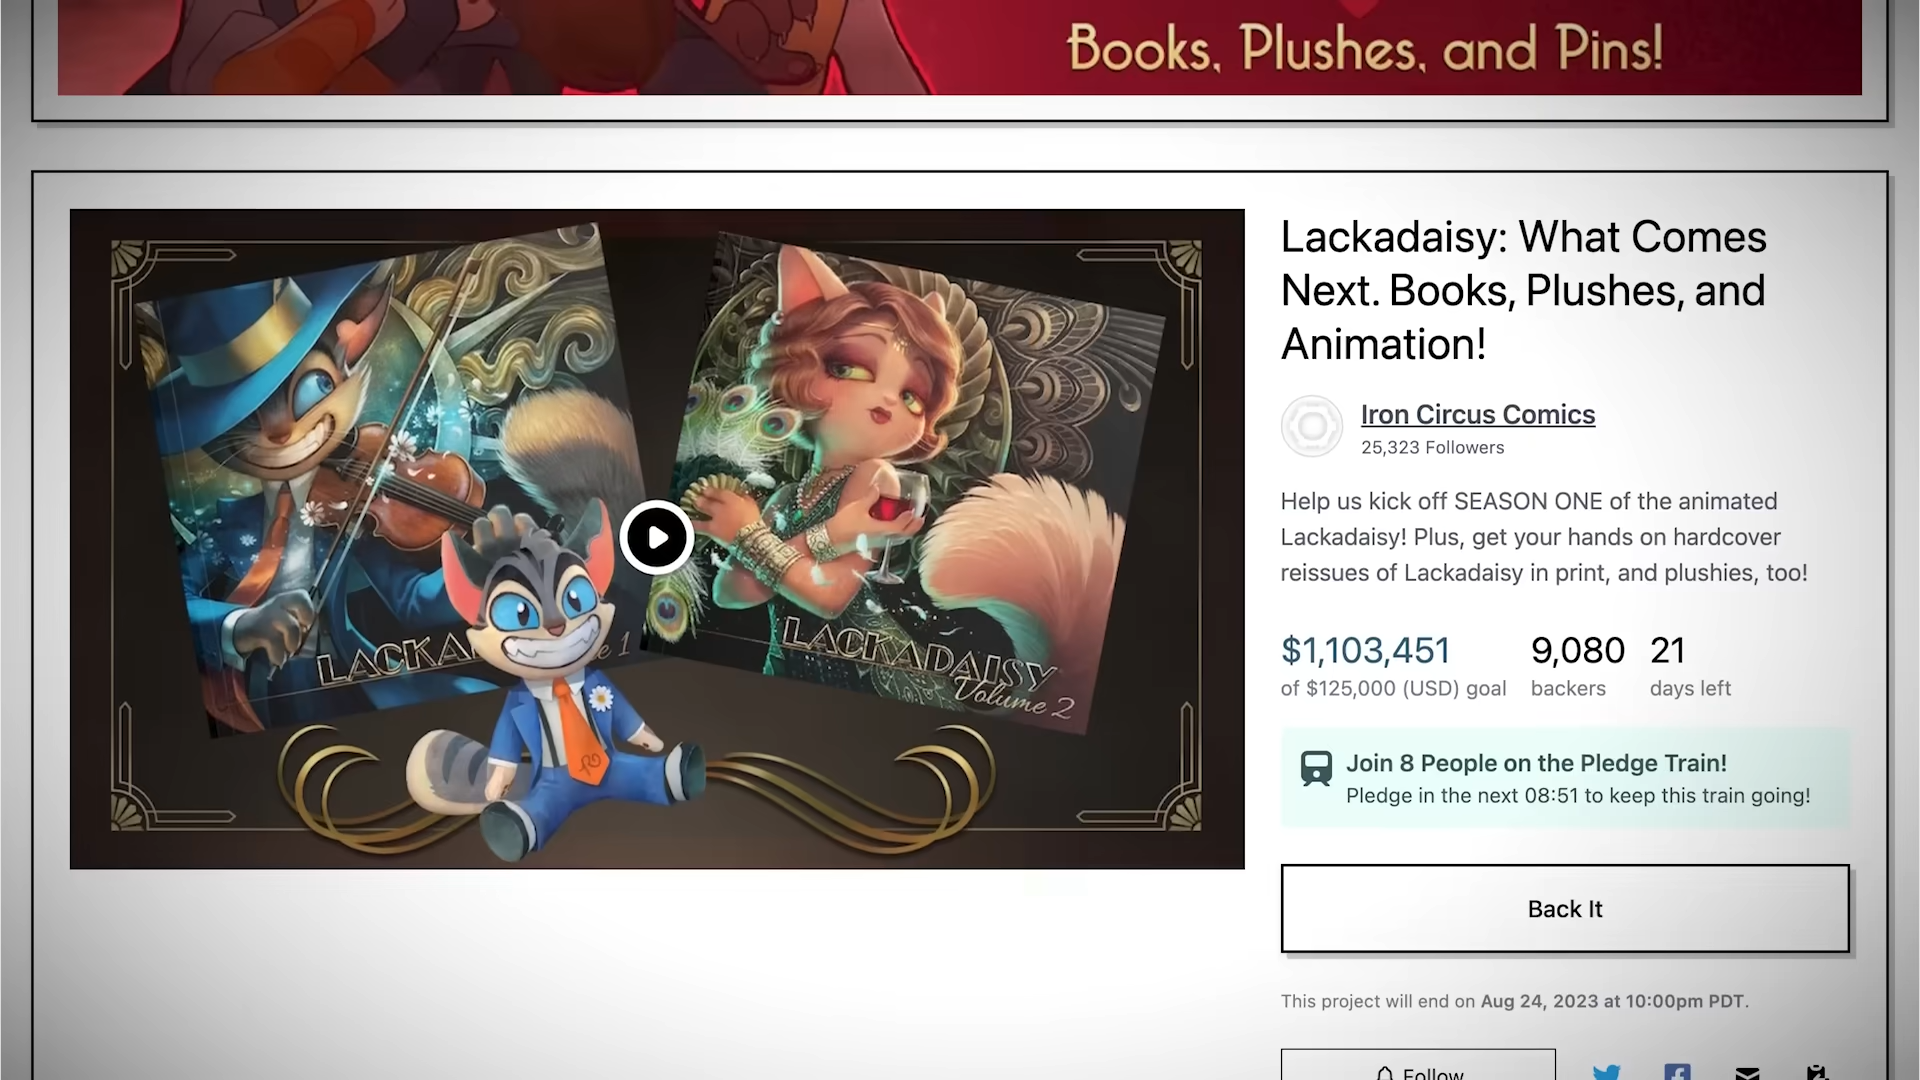 Books, Plushes, and Pins!
LACKA
e 1
LACKADAISY
Volume 2
Lackadaisy: What Comes
Next. Books, Plushes, and
Animation!
Iron Circus Comics
25,323 Followers
Help us kick off SEASON ONE of the animated
Lackadaisy! Plus, get your hands on hardcover
reissues of Lackadaisy in print, and plushies, too!
$1,103,451 9,080 21
of $125,000 (USD) goal backers days left
Join 8 People on the Pledge Train!
Pledge in the next 08:51 to keep this train going!
Back It
This project will end on Aug 24, 2023 at 10:00pm PDT.
Follow